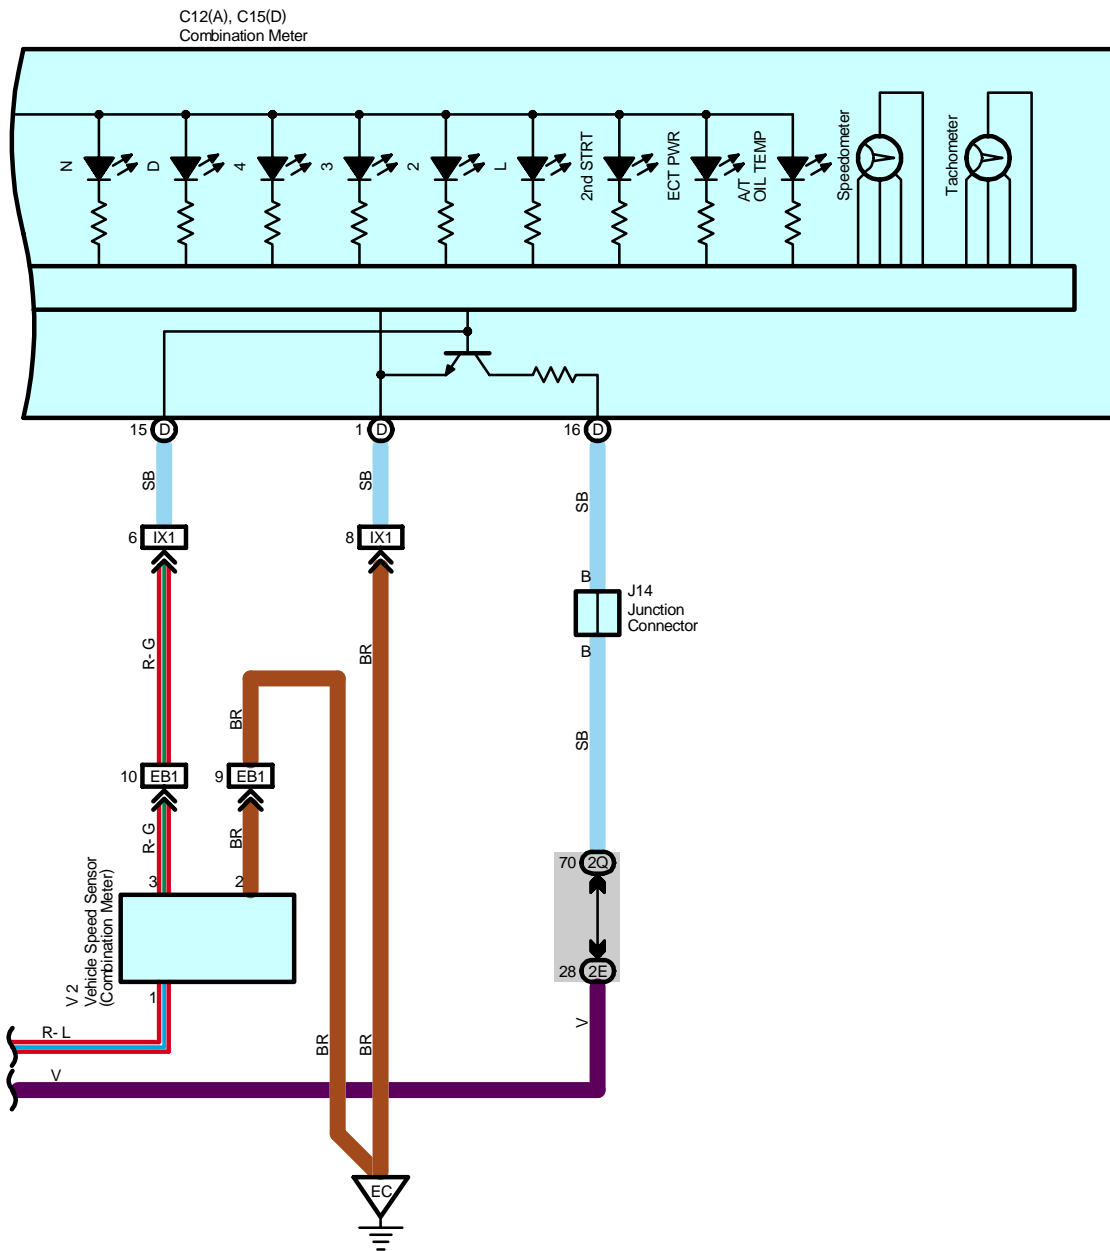 C12(A), C15(D)
Combination Meter
N
D
4
3
2
L
2nd STRT
ECT PWR
A/T
OIL TEMP
Speedometer
Tachometer
15 D
1 D
16 D
SB
SB
SB
6 IX1
8 IX1
B
J14
Junction
Connector
B
R- G
BR
BR
SB
10 EB1
9 EB1
R- G
BR
70 2Q
3
2
V 2
Vehicle Speed Sensor
(Combination Meter)
28 2E
1
V
R- L
BR
BR
V
EC